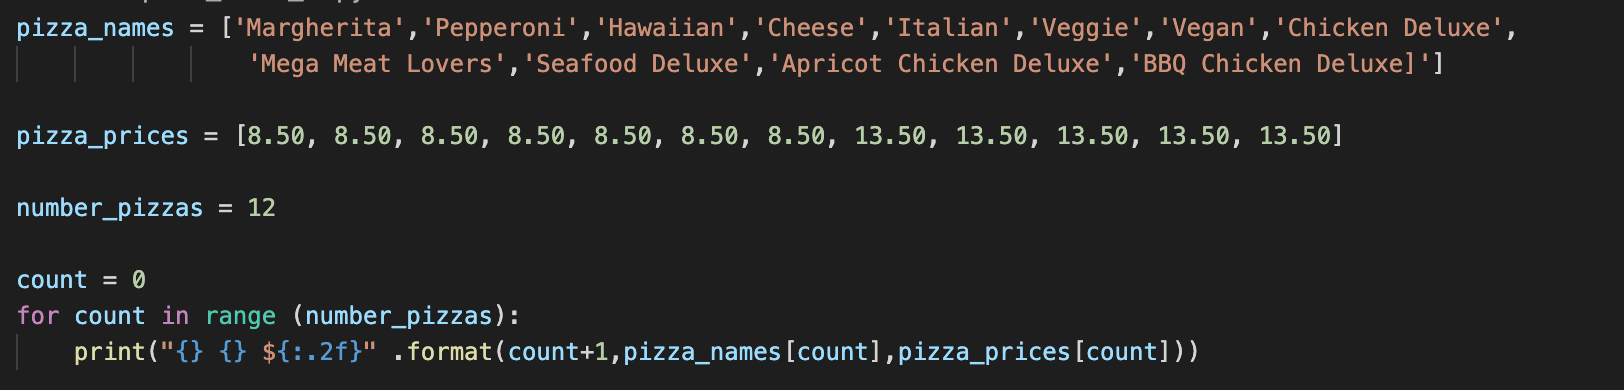 pizza_names = ['Margherita','Pepperoni','Hawaiian','Cheese','Italian','Veggie','Vegan','Chicken Deluxe',
'Mega Meat Lovers','Seafood Deluxe','Apricot Chicken Deluxe','BBQ Chicken Deluxe]']
pizza_prices = [8.50, 8.50, 8.50, 8.50, 8.50, 8.50, 8.50, 13.50, 13.50, 13.50, 13.50, 13.50]
number_pizzas = 12
count = 0
for count in range (number_pizzas):
print("{} {} ${:.2f}" .format(count+1,pizza_names[count],pizza_prices[count]))